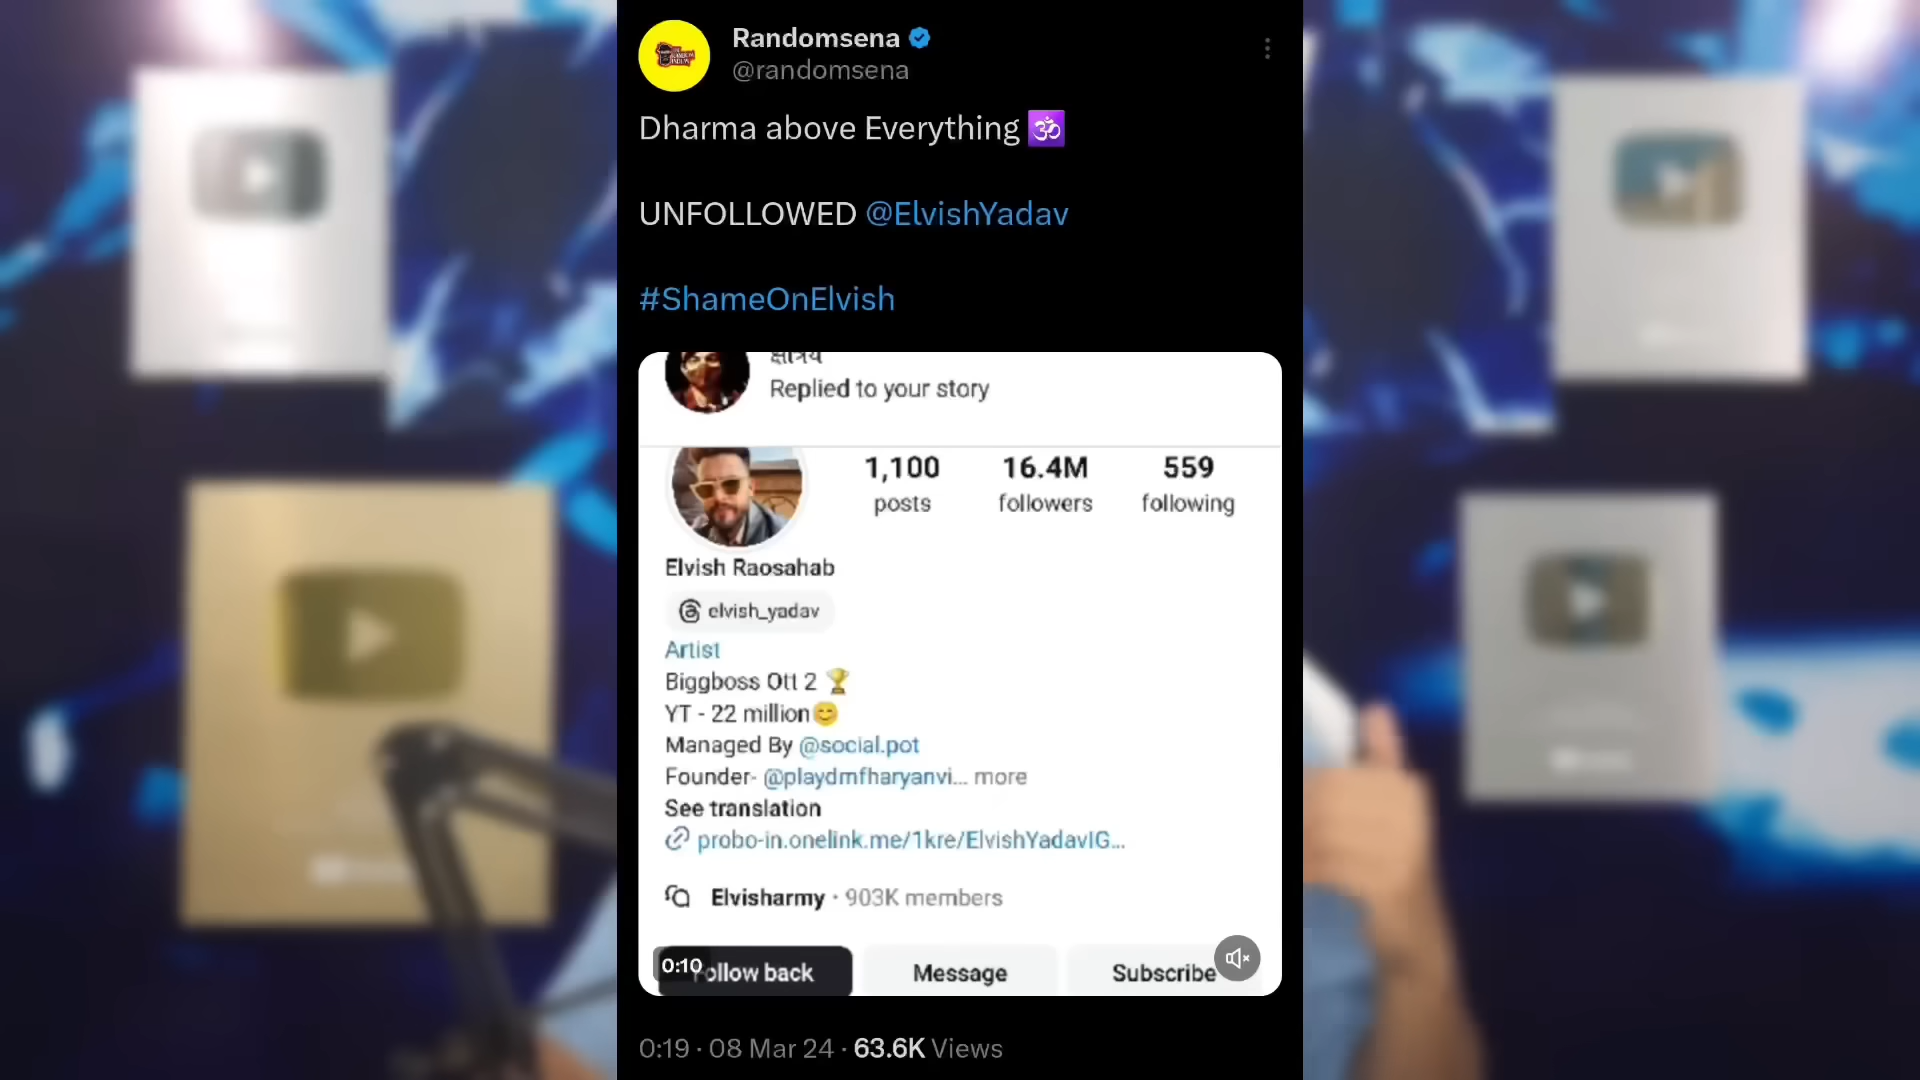 Randomsena
@randomsena
Dharma above Everything 🕉
UNFOLLOWED @ElvishYadav
#ShameOnElvish
Replied to your story
1,100 16.4M 559
posts followers following
Elvish Raosahab
elvish_yadav
Artist
Biggboss Ott 2 🏆
YT - 22 million😊
Managed By @social.pot
Founder- @playdmfharyanvi... more
See translation
probo-in.onelink.me/1kre/ElvishYadavIG...
Elvisharmy · 903K members
0:10 ollow back Message Subscribe
0:19 · 08 Mar 24 · 63.6K Views